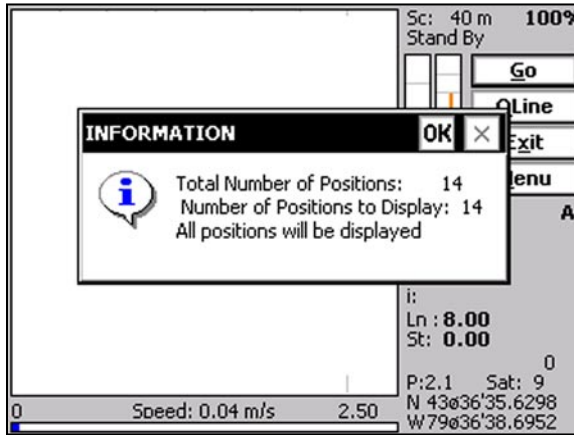 Sc: 40 m 100%
Stand By
Go
QLine
INFORMATION OK ×
Exit
Total Number of Positions: 14
Number of Positions to Display: 14
All positions will be displayed
i:
Ln : 8.00
St: 0.00
0
P:2.1 Sat: 9
N 43ø36'35.6298
W79ø36'38.6952
0 Speed: 0.04 m/s 2.50